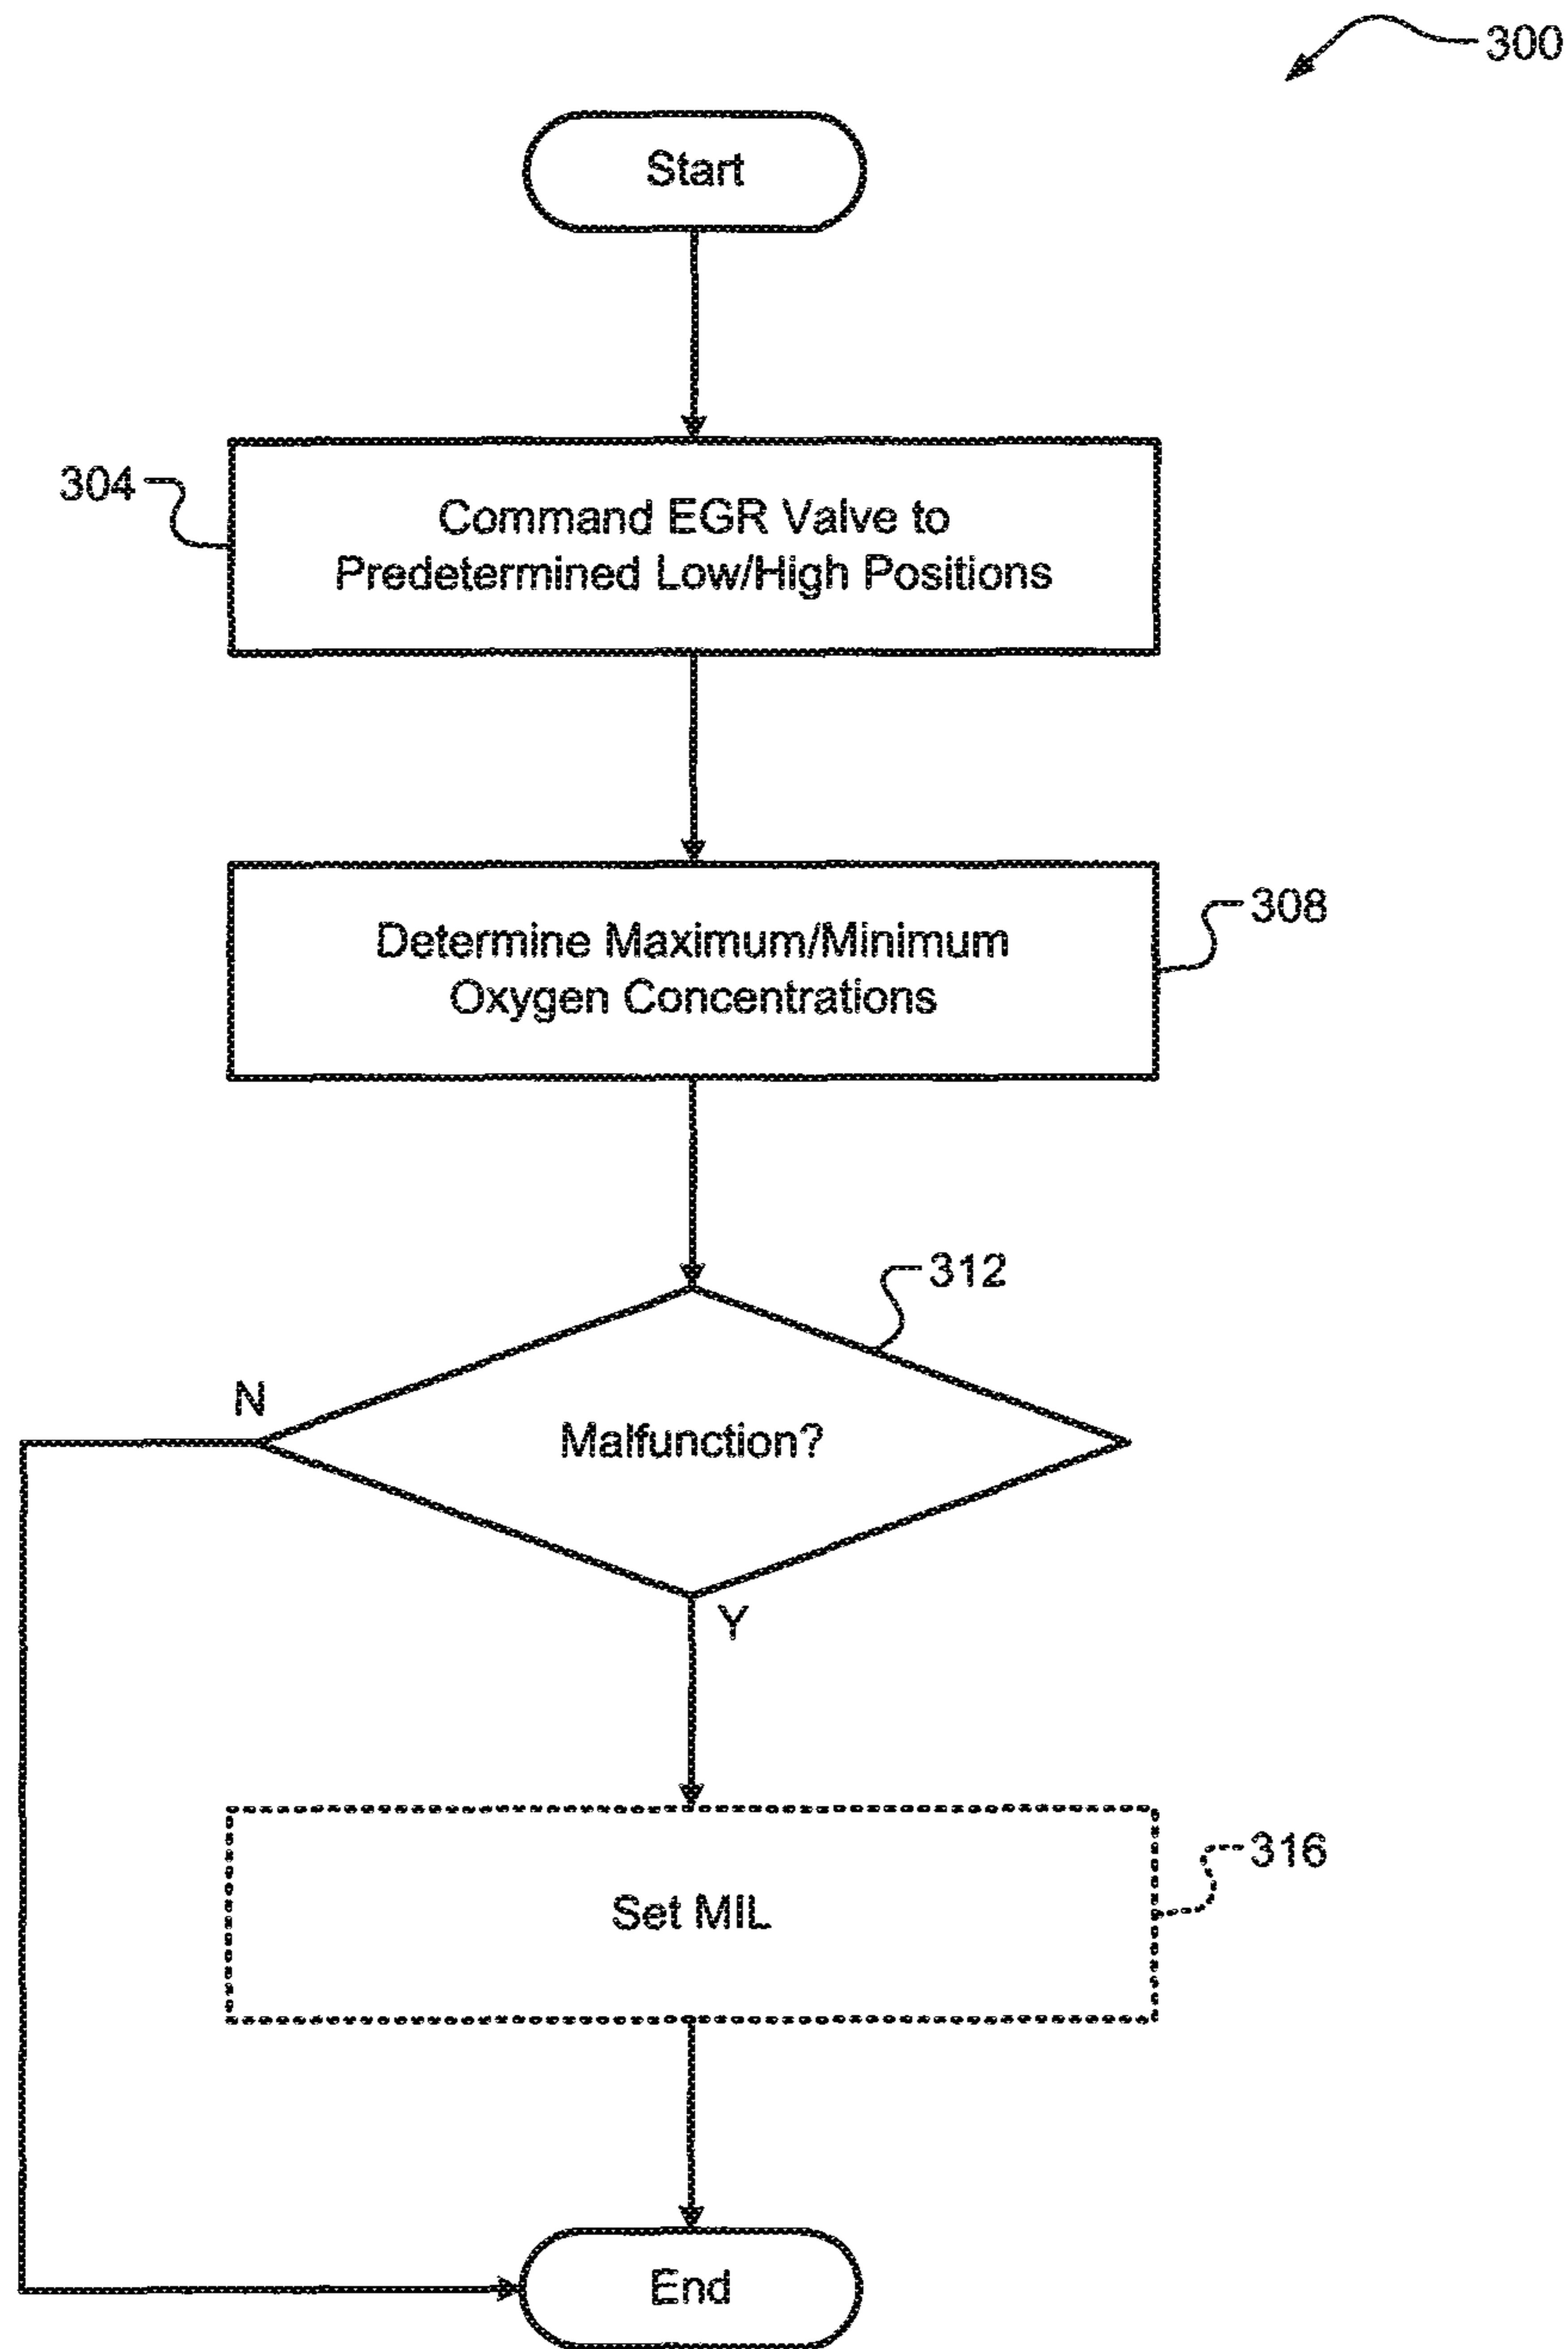 300
Start
304
Command EGR Valve to
Predetermined Low/High Positions
308
Determine Maximum/Minimum
Oxygen Concentrations
312
N
Malfunction?
Y
316
Set MIL
End